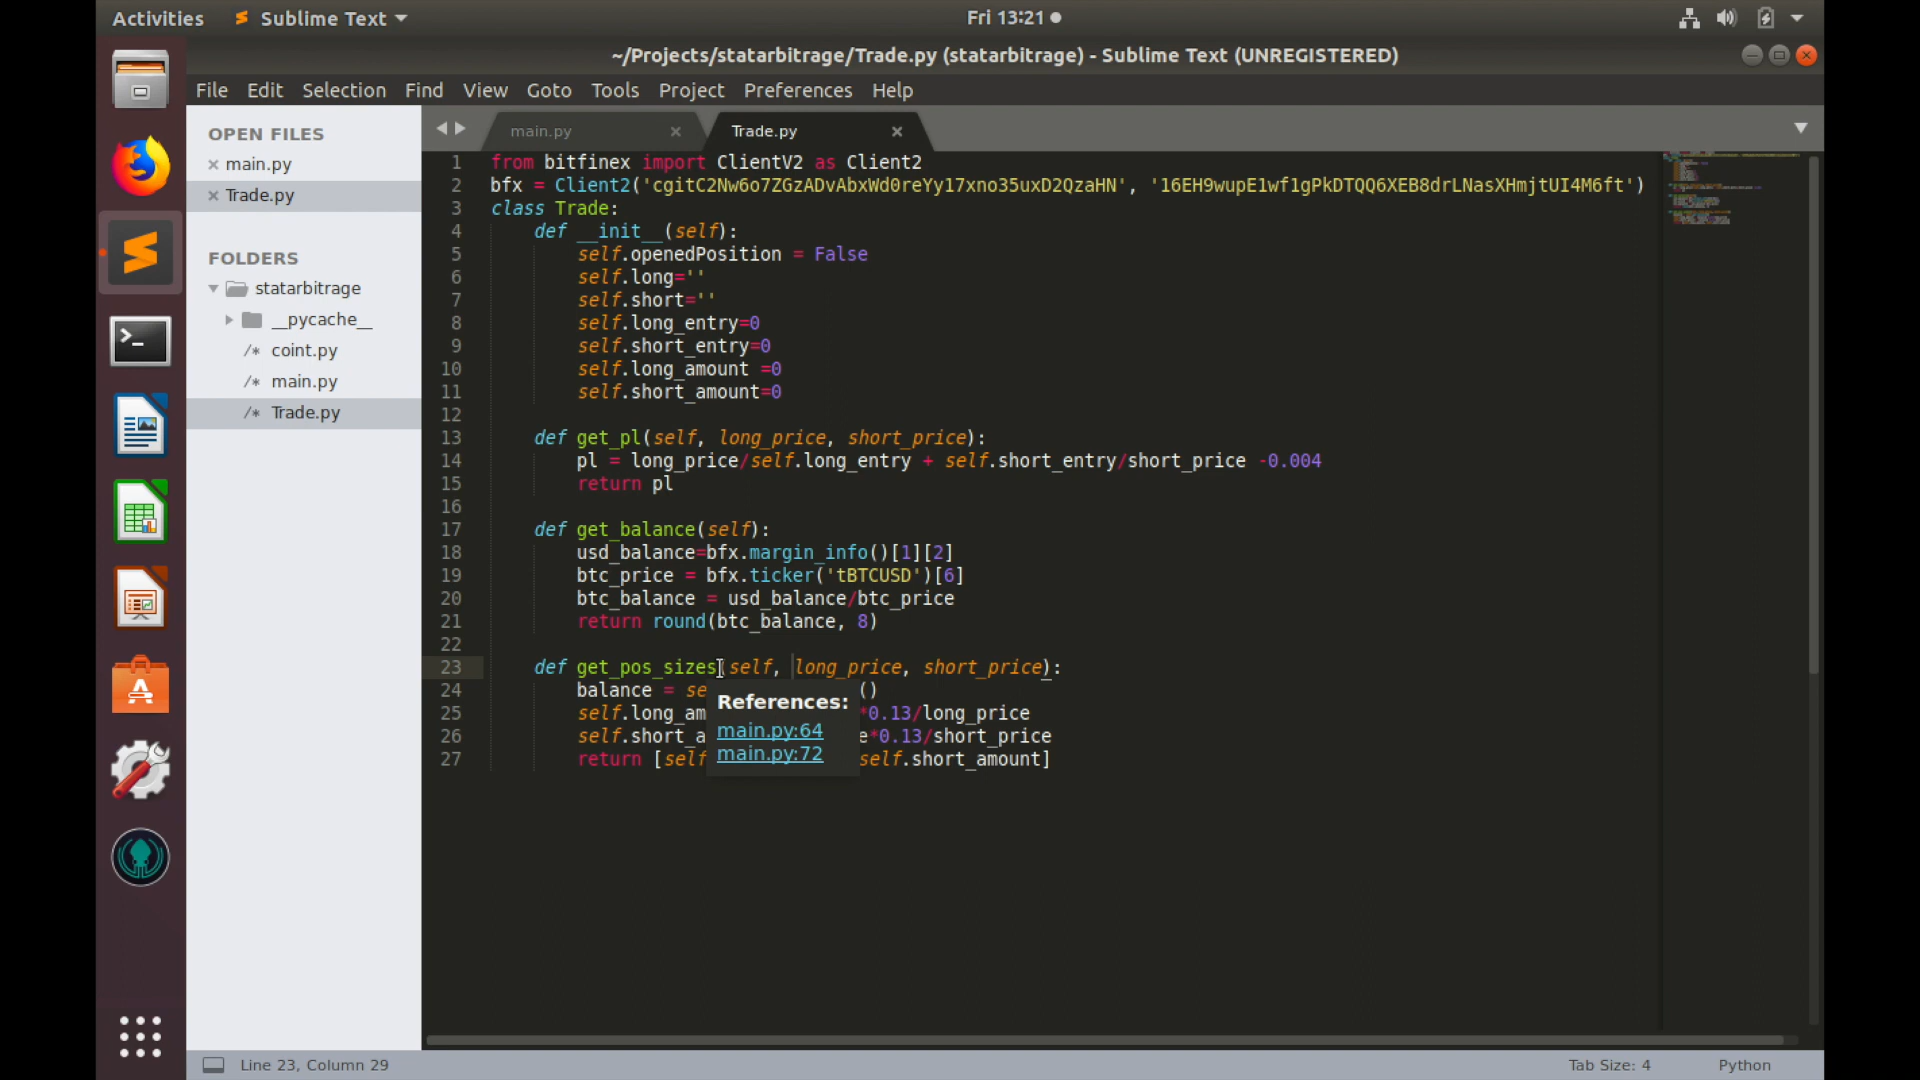 Activities Sublime Text Fri 13:21
~/Projects/statarbitrage/Trade.py (statarbitrage) - Sublime Text (UNREGISTERED)
File Edit Selection Find View Goto Tools Project Preferences Help
OPEN FILES
main.py
Trade.py
FOLDERS
statarbitrage
__pycache__
/* coint.py
/* main.py
/* Trade.py
main.py Trade.py
1 from bitfinex import ClientV2 as Client2
2 bfx = Client2('cgitC2Nw6o7ZGzADvAbxWd0reYy17xno35uxD2QzaHN', '16EH9wupE1wf1gPkDTQQ6XEB8drLNasXHmjtUI4M6ft')
3 class Trade:
4 def __init__(self):
5 self.openedPosition = False
6 self.long=''
7 self.short=''
8 self.long_entry=0
9 self.short_entry=0
10 self.long_amount =0
11 self.short_amount=0
12
13 def get_pl(self, long_price, short_price):
14 pl = long_price/self.long_entry + self.short_entry/short_price -0.004
15 return pl
16
17 def get_balance(self):
18 usd_balance=bfx.margin_info()[1][2]
19 btc_price = bfx.ticker('tBTCUSD')[6]
20 btc_balance = usd_balance/btc_price
21 return round(btc_balance, 8)
22
23 def get_pos_sizes(self, long_price, short_price):
24 balance = se ()
25 self.long_am *0.13/long_price
26 self.short_a e*0.13/short_price
27 return [self self.short_amount]
References:
main.py:64
main.py:72
Line 23, Column 29 Tab Size: 4 Python